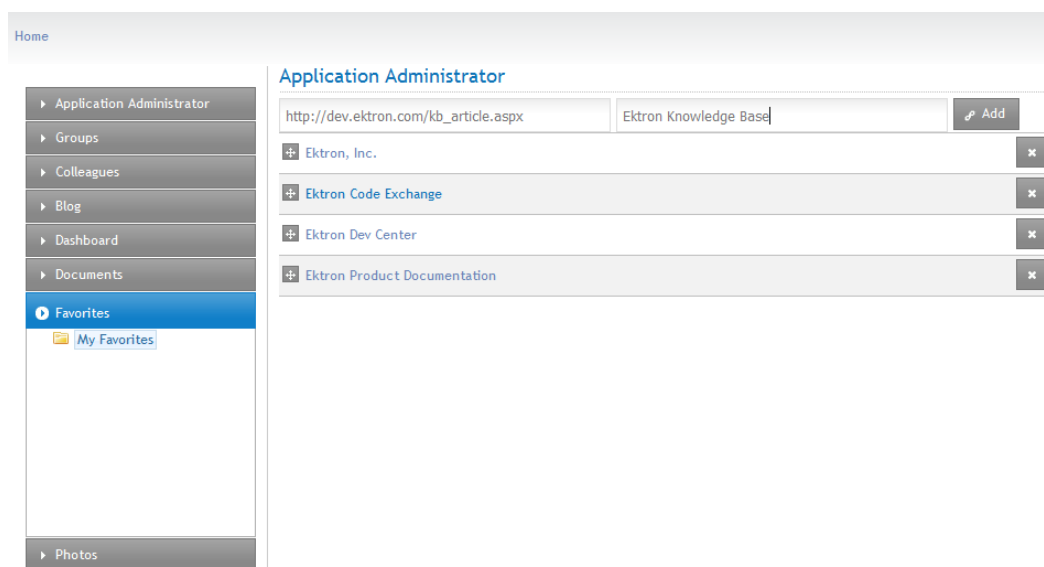 Home
Application Administrator
Groups
Colleagues
Blog
Dashboard
Documents
Favorites
My Favorites
Photos
Application Administrator
http://dev.ektron.com/kb_article.aspx Ektron Knowledge Base Add
Ektron, Inc.
Ektron Code Exchange
Ektron Dev Center
Ektron Product Documentation